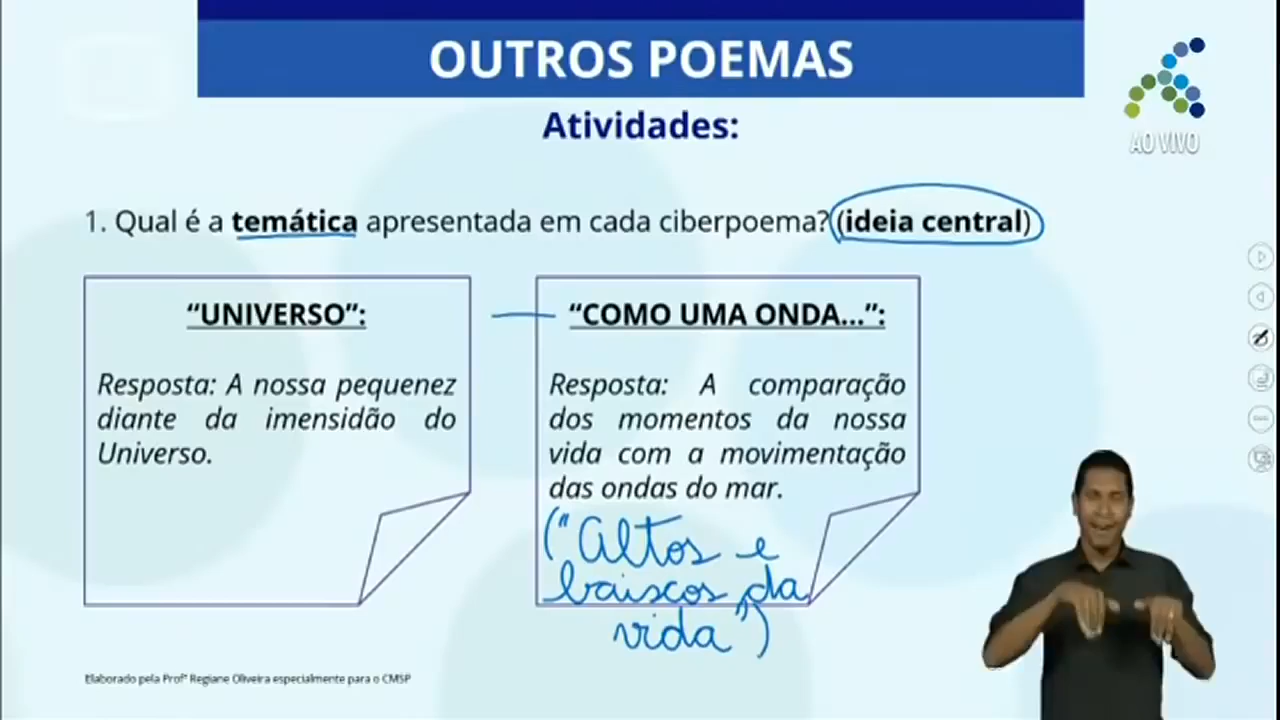 OUTROS POEMAS
AO VIVO
Atividades:
1. Qual é a temática apresentada em cada ciberpoema? (ideia central)
“UNIVERSO”:
Resposta: A nossa pequenez
diante da imensidão do
Universo.
“COMO UMA ONDA...”:
Resposta: A comparação
dos momentos da nossa
vida com a movimentação
das ondas do mar.
("Altos e
baixos da
vida")
Elaborado pela Profª Regiane Oliveira especialmente para o CMSP